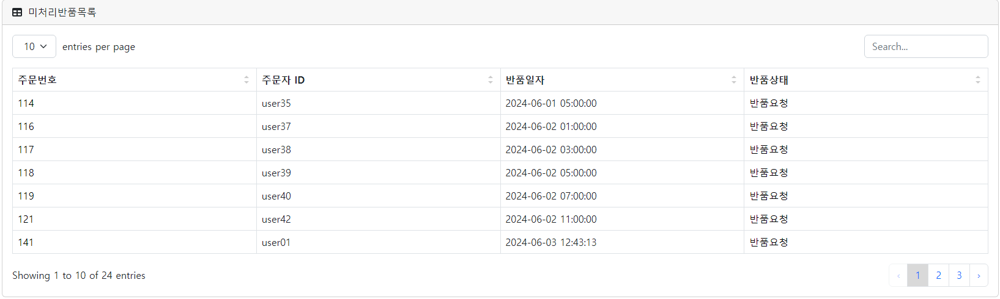 미처리반품목록
10 entries per page Search...
주문번호 주문자 ID 반품일자 반품상태
114 user35 2024-06-01 05:00:00 반품요청
116 user37 2024-06-02 01:00:00 반품요청
117 user38 2024-06-02 03:00:00 반품요청
118 user39 2024-06-02 05:00:00 반품요청
119 user40 2024-06-02 07:00:00 반품요청
121 user42 2024-06-02 11:00:00 반품요청
141 user01 2024-06-03 12:43:13 반품요청
Showing 1 to 10 of 24 entries ‹ 1 2 3 ›